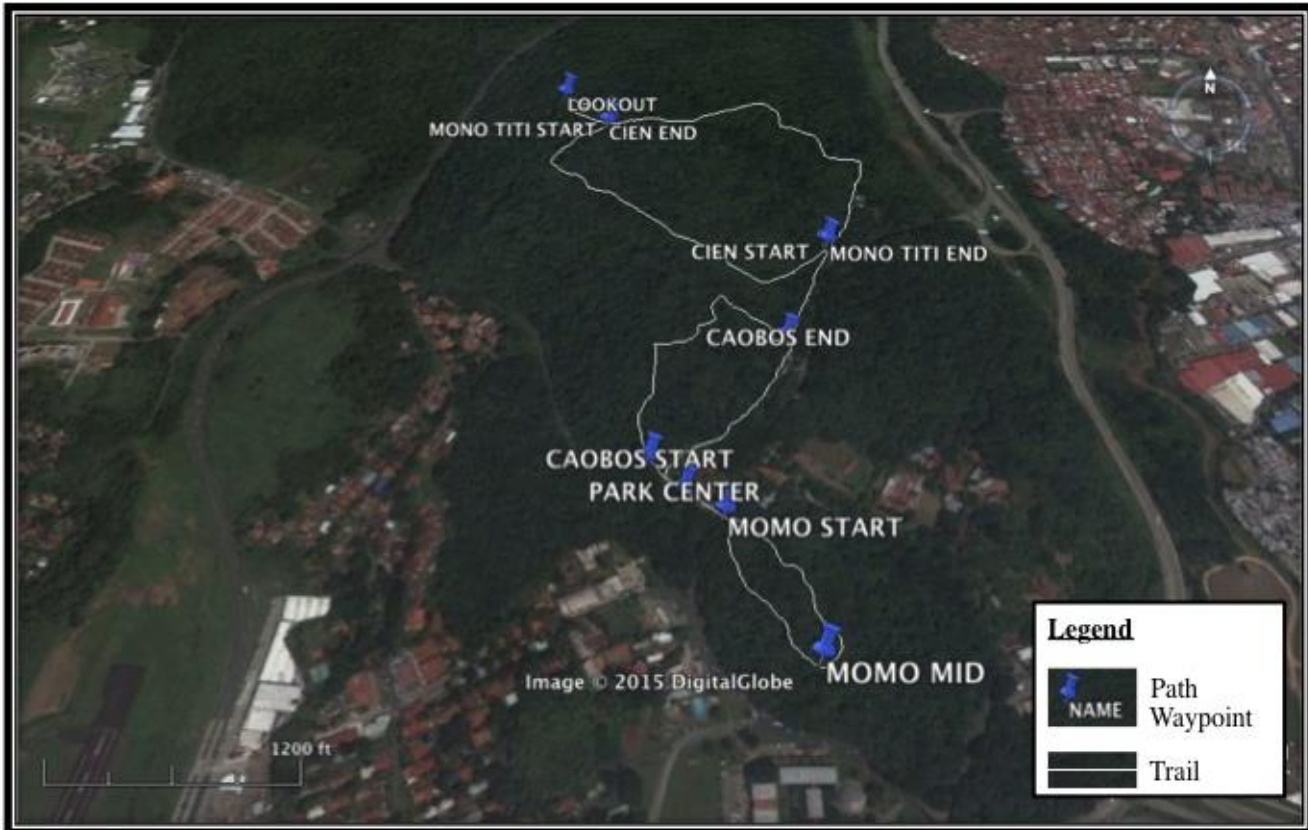 N
LOOKOUT
MONO TITI START
CIEN END
CIEN START
MONO TITI END
CAOBOS END
CAOBOS START
PARK CENTER
MOMO START
MOMO MID
Image © 2015 DigitalGlobe
1200 ft
Legend
NAME
Path
Waypoint
Trail